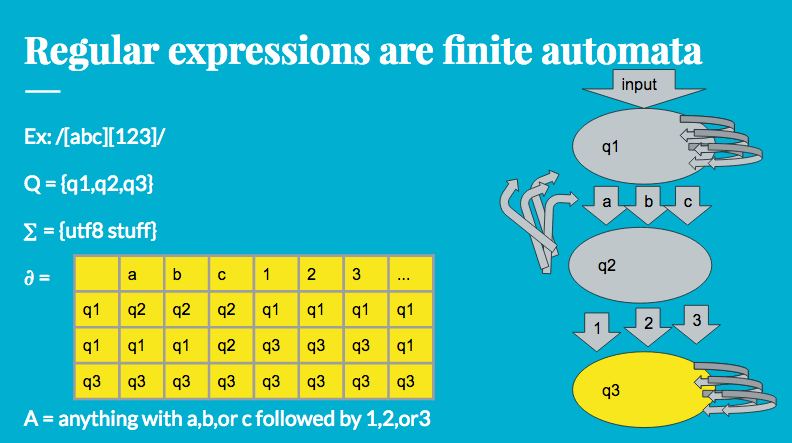 Regular expressions are finite automata
input
Ex: /[abc][123]/
q1
Q = {q1,q2,q3}
a b c
∑ = {utf8 stuff}
q2
∂ =
a b c 1 2 3 ...
q1 q2 q2 q2 q1 q1 q1 q1
q1 q1 q1 q2 q3 q3 q3 q1
q3 q3 q3 q3 q3 q3 q3 q3
1 2 3
q3
A = anything with a,b,or c followed by 1,2,or3